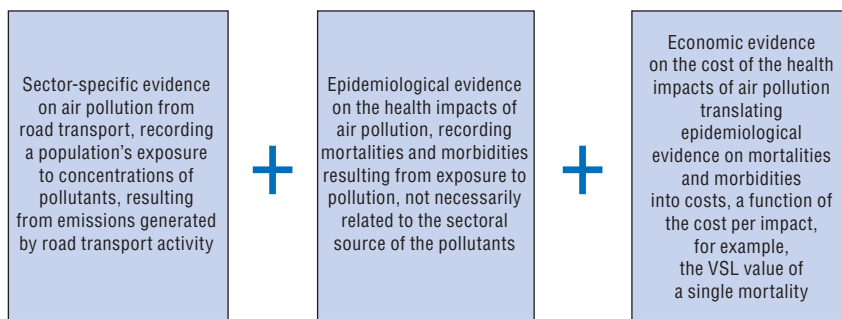 Sector-specific evidence
on air pollution from
road transport, recording
a population's exposure
to concentrations of
pollutants, resulting
from emissions generated
by road transport activity
+
Epidemiological evidence
on the health impacts of
air pollution, recording
mortalities and morbidities
resulting from exposure to
pollution, not necessarily
related to the sectoral
source of the pollutants
+
Economic evidence
on the cost of the health
impacts of air pollution
translating
epidemiological
evidence on mortalities
and morbidities
into costs, a function of
the cost per impact,
for example,
the VSL value of
a single mortality